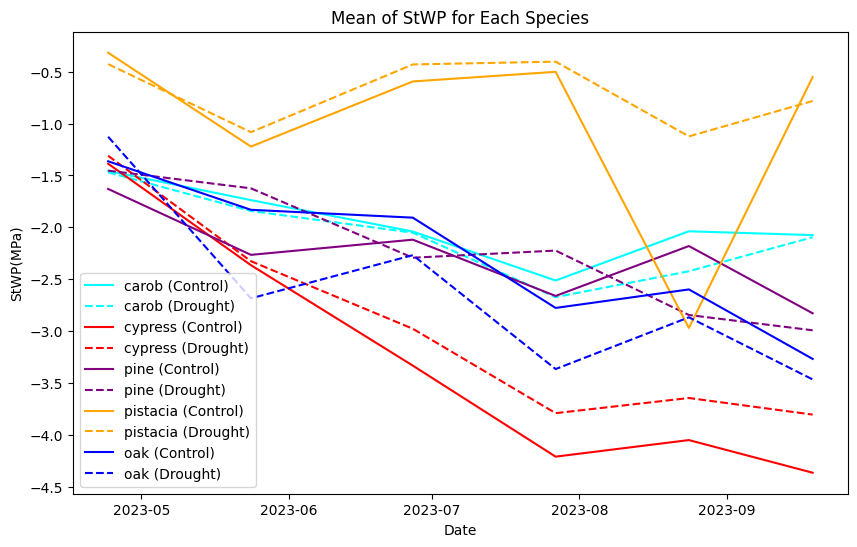 Mean of StWP for Each Species
StWP(MPa)
−0.5
−1.0
−1.5
−2.0
−2.5
−3.0
−3.5
−4.0
−4.5
carob (Control)
carob (Drought)
cypress (Control)
cypress (Drought)
pine (Control)
pine (Drought)
pistacia (Control)
pistacia (Drought)
oak (Control)
oak (Drought)
2023-05
2023-06
2023-07
2023-08
2023-09
Date